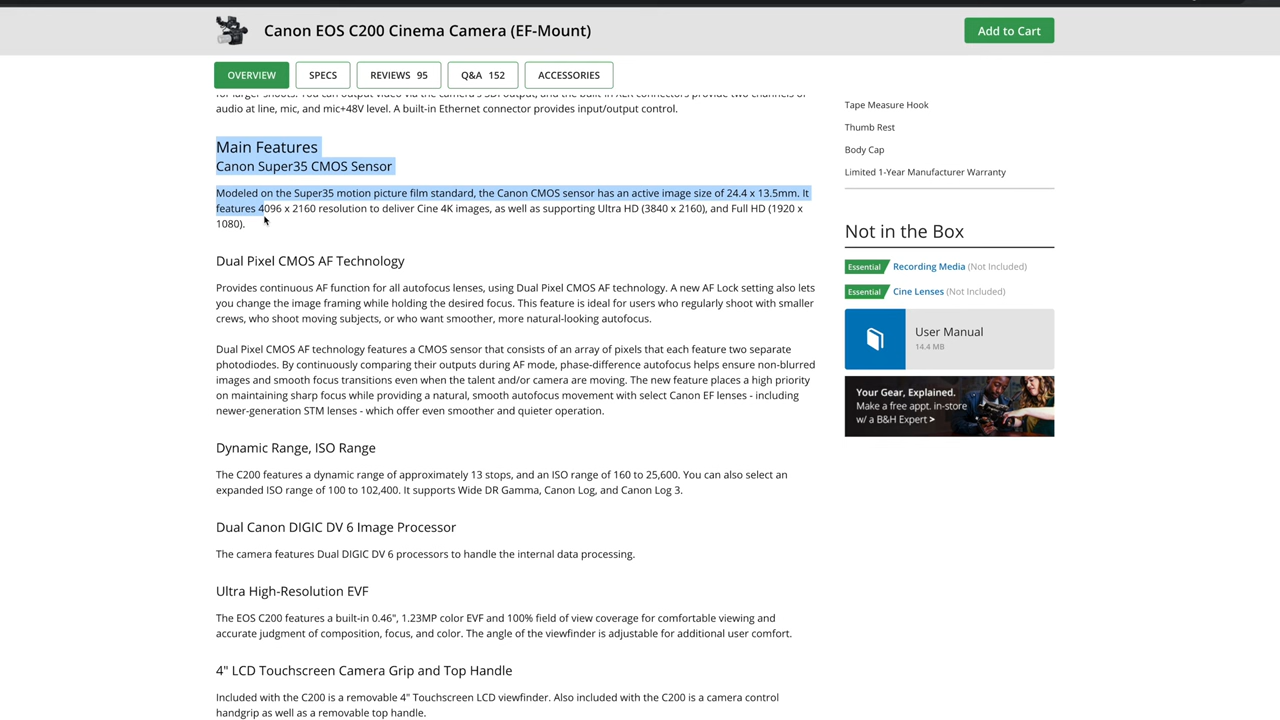 Canon EOS C200 Cinema Camera (EF-Mount)
Add to Cart
OVERVIEW
SPECS
REVIEWS 95
Q&A 152
ACCESSORIES
audio at line, mic, and mic+48V level. A built-in Ethernet connector provides input/output control.
Main Features
Canon Super35 CMOS Sensor
Modeled on the Super35 motion picture film standard, the Canon CMOS sensor has an active image size of 24.4 x 13.5mm. It
features 4096 x 2160 resolution to deliver Cine 4K images, as well as supporting Ultra HD (3840 x 2160), and Full HD (1920 x
1080).
Dual Pixel CMOS AF Technology
Provides continuous AF function for all autofocus lenses, using Dual Pixel CMOS AF technology. A new AF Lock setting also lets
you change the image framing while holding the desired focus. This feature is ideal for users who regularly shoot with smaller
crews, who shoot moving subjects, or who want smoother, more natural-looking autofocus.
Dual Pixel CMOS AF technology features a CMOS sensor that consists of an array of pixels that each feature two separate
photodiodes. By continuously comparing their outputs during AF mode, phase-difference autofocus helps ensure non-blurred
images and smooth focus transitions even when the talent and/or camera are moving. The new feature places a high priority
on maintaining sharp focus while providing a natural, smooth autofocus movement with select Canon EF lenses - including
newer-generation STM lenses - which offer even smoother and quieter operation.
Dynamic Range, ISO Range
The C200 features a dynamic range of approximately 13 stops, and an ISO range of 160 to 25,600. You can also select an
expanded ISO range of 100 to 102,400. It supports Wide DR Gamma, Canon Log, and Canon Log 3.
Dual Canon DIGIC DV 6 Image Processor
The camera features Dual DIGIC DV 6 processors to handle the internal data processing.
Ultra High-Resolution EVF
The EOS C200 features a built-in 0.46", 1.23MP color EVF and 100% field of view coverage for comfortable viewing and
accurate judgment of composition, focus, and color. The angle of the viewfinder is adjustable for additional user comfort.
4" LCD Touchscreen Camera Grip and Top Handle
Included with the C200 is a removable 4" Touchscreen LCD viewfinder. Also included with the C200 is a camera control
handgrip as well as a removable top handle.
Tape Measure Hook
Thumb Rest
Body Cap
Limited 1-Year Manufacturer Warranty
Not in the Box
Essential Recording Media (Not Included)
Essential Cine Lenses (Not Included)
User Manual
14.4 MB
Your Gear, Explained.
Make a free appt. in-store
w/ a B&H Expert >